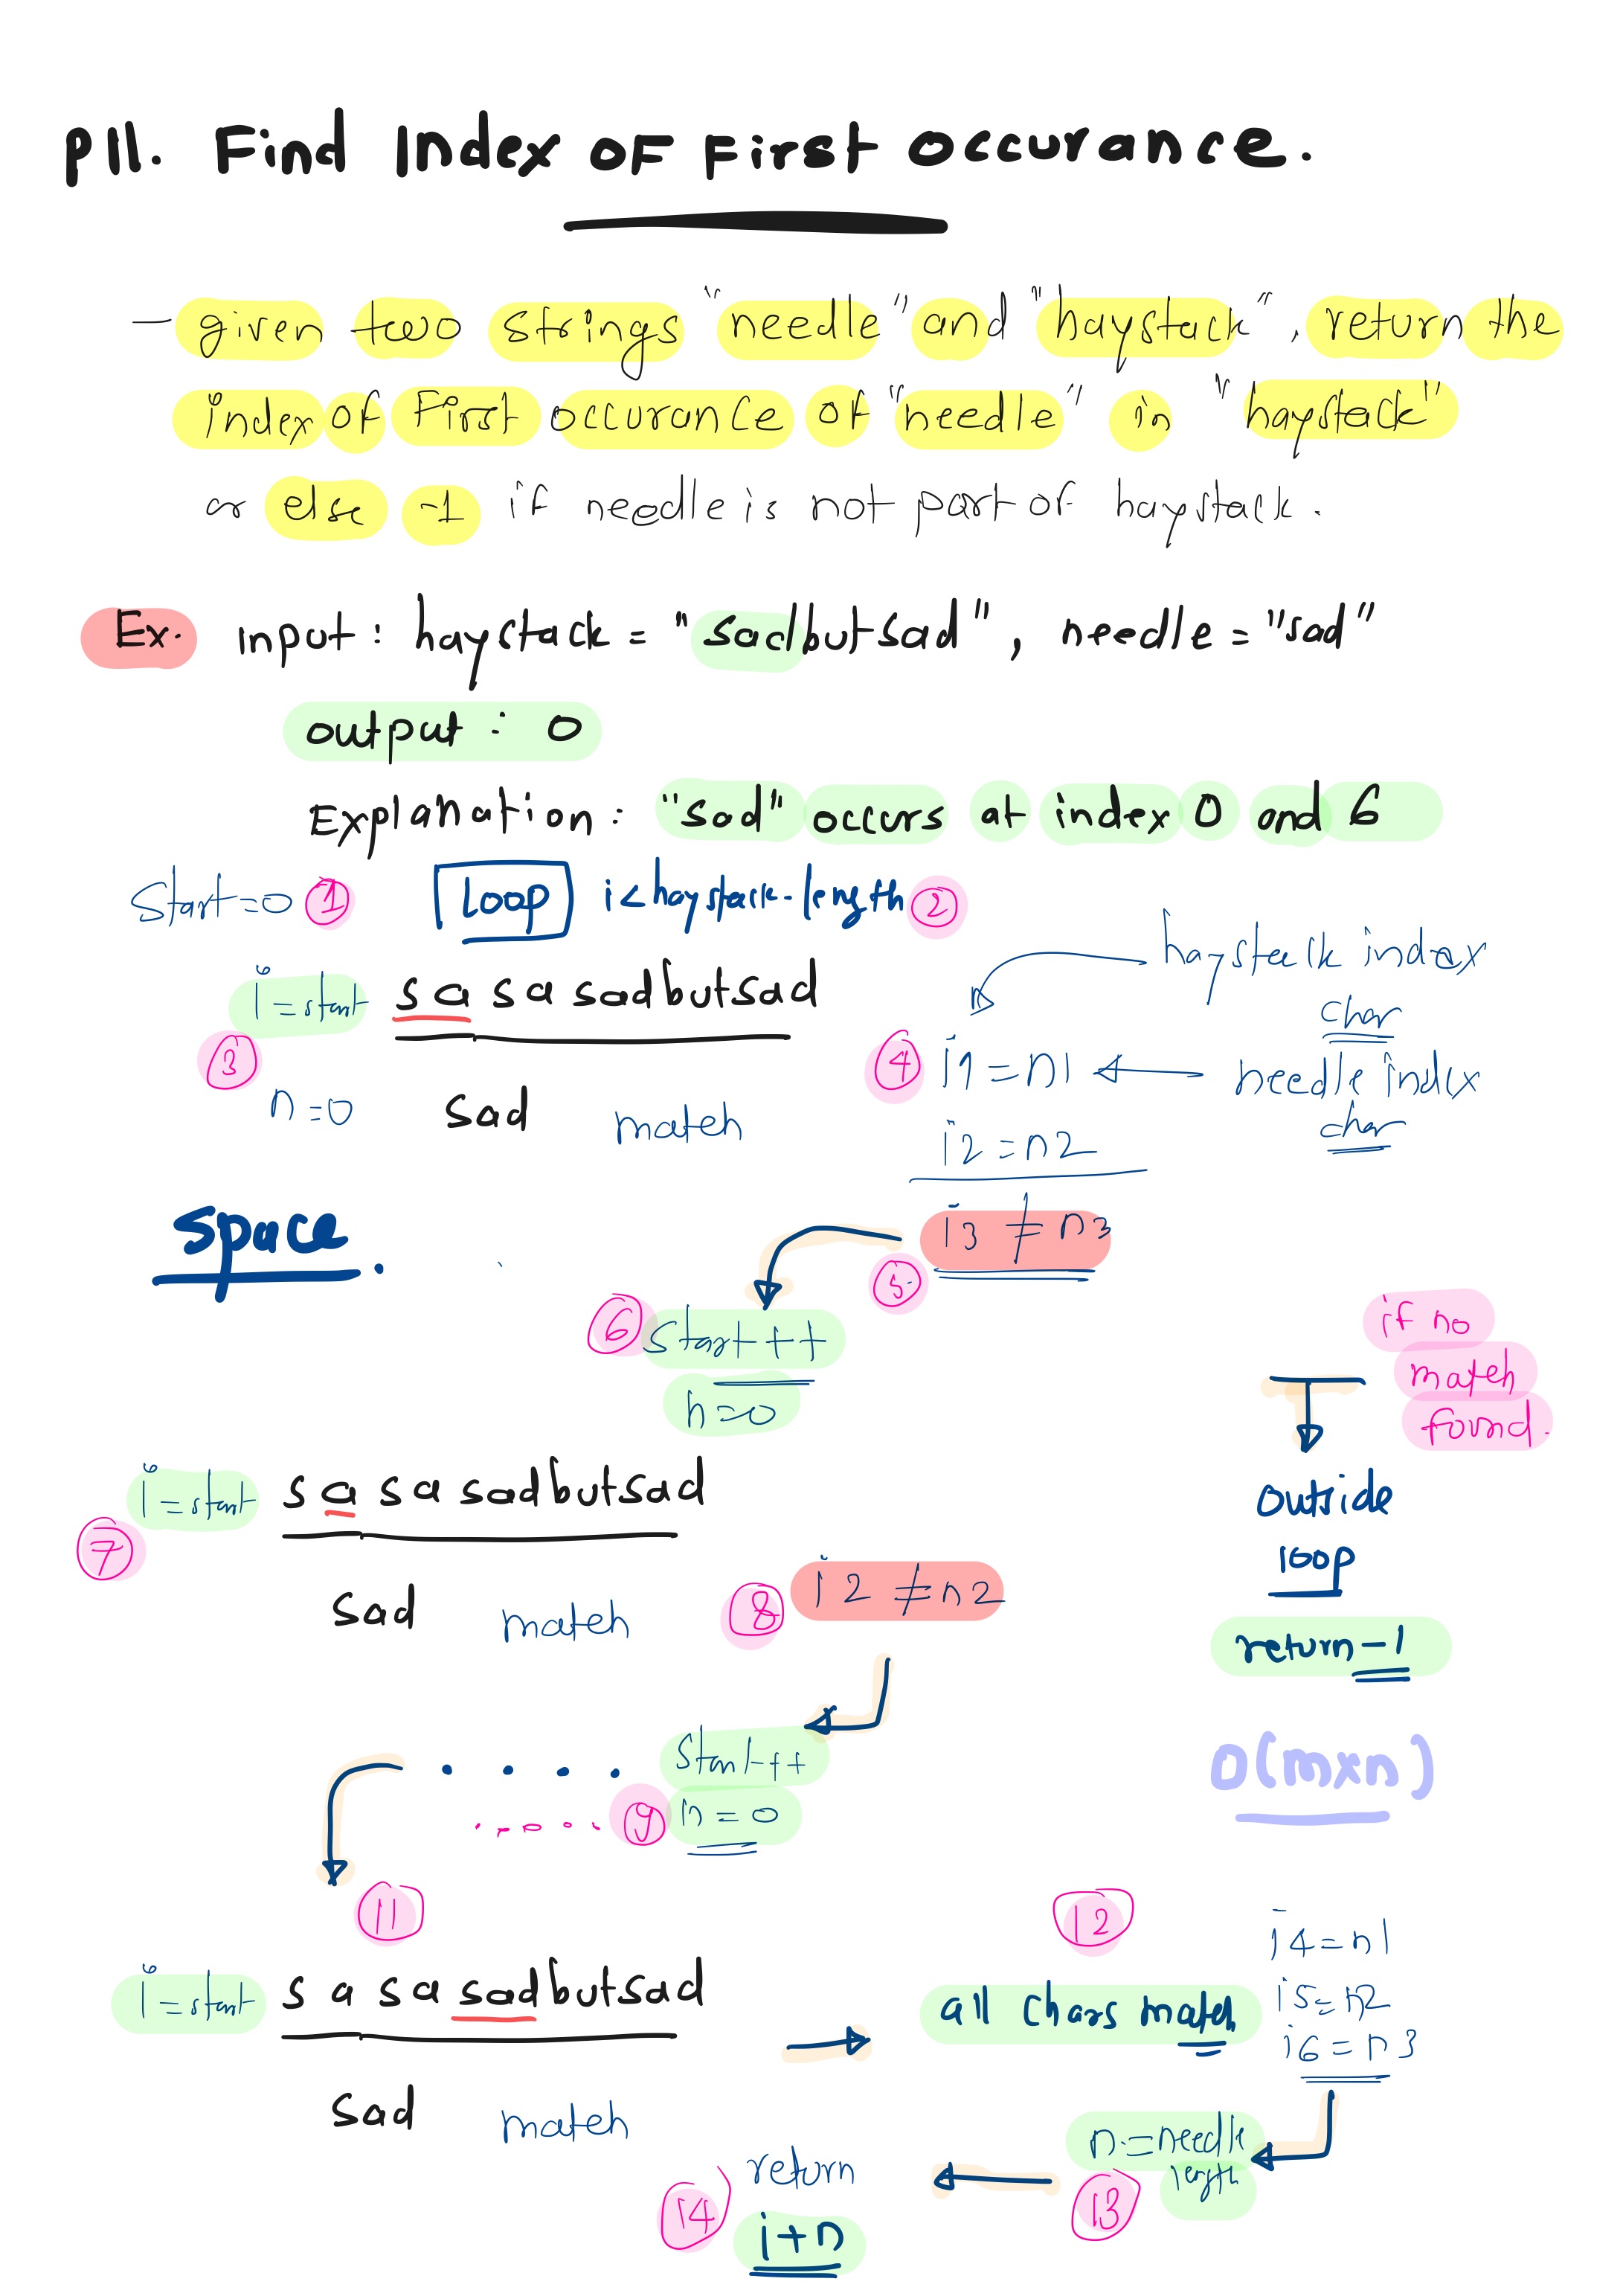 P11. Find Index of First Occurance.
- given two strings "needle" and "haystack", return the
index of First occurance of "needle" in "haystack"
or else -1 if needle is not part of haystack.
Ex. input : haystack = "sadbutsad", needle = "sad"
output : 0
Explanation : "sad" occurs at index 0 and 6
Start=0 1 Loop i<haystack.length 2
haystack index
char
i=start s a s a sadbutsad
3
4 i1=n1 needle index
char
n=0 sad match
i2=n2
space.
i3≠n3
5.
6 Start++
n=0
if no
match
found.
outside
loop
return -1
i=start s a s a sadbutsad
7
8 i2≠n2
sad match
Start++
9 n=0
O(mxn)
11
i=start s a s a sadbutsad
12
all chars match
i4=n1
i5=n2
i6=n3
sad match
n=needle
length
13
14 return
i+n